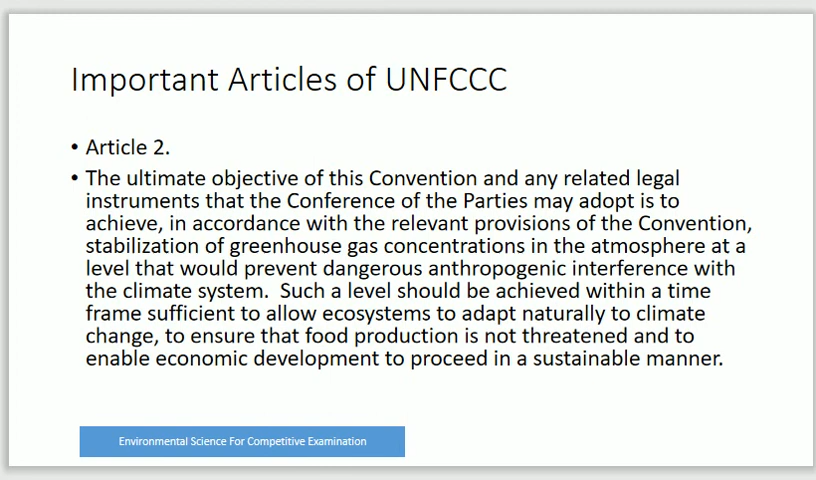 Important Articles of UNFCCC
• Article 2.
• The ultimate objective of this Convention and any related legal
instruments that the Conference of the Parties may adopt is to
achieve, in accordance with the relevant provisions of the Convention,
stabilization of greenhouse gas concentrations in the atmosphere at a
level that would prevent dangerous anthropogenic interference with
the climate system.  Such a level should be achieved within a time
frame sufficient to allow ecosystems to adapt naturally to climate
change, to ensure that food production is not threatened and to
enable economic development to proceed in a sustainable manner.
Environmental Science For Competitive Examination